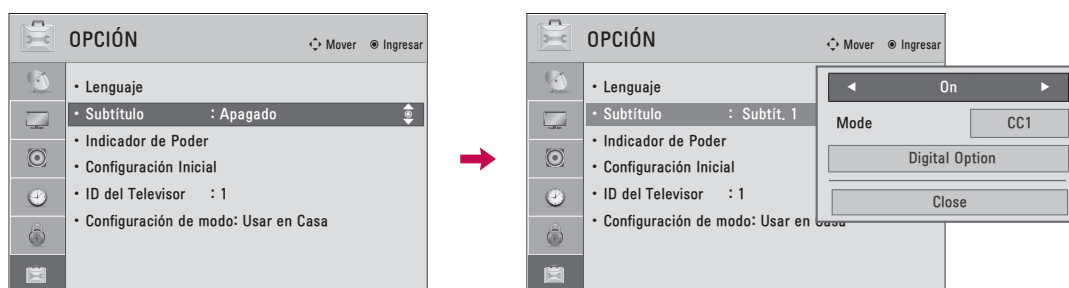 OPCIÓN
Mover Ingresar
• Lenguaje
• Subtítulo : Apagado
• Indicador de Poder
• Configuración Inicial
• ID del Televisor : 1
• Configuración de modo: Usar en Casa
OPCIÓN
Mover Ingresar
• Lenguaje
• Subtítulo : Subtít. 1
• Indicador de Poder
• Configuración Inicial
• ID del Televisor : 1
• Configuración de modo: Usar en Casa
◀ On ▶
Mode CC1
Digital Option
Close